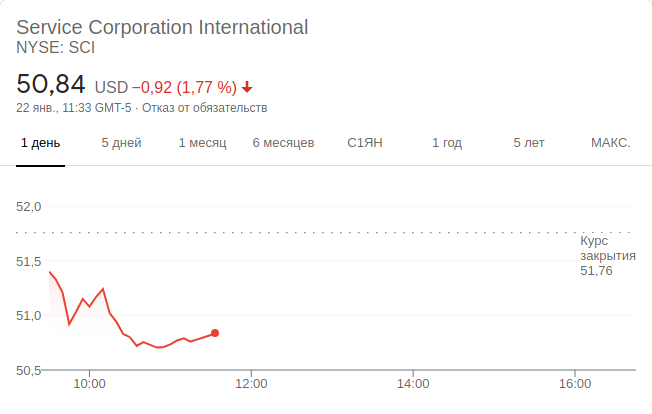 Service Corporation International
NYSE: SCI
50,84 USD −0,92 (1,77 %)
22 янв., 11:33 GMT-5 · Отказ от обязательств
1 день 5 дней 1 месяц 6 месяцев С1ЯН 1 год 5 лет МАКС.
52,0
Курс
закрытия
51,76
51,5
51,0
50,5
10:00 12:00 14:00 16:00